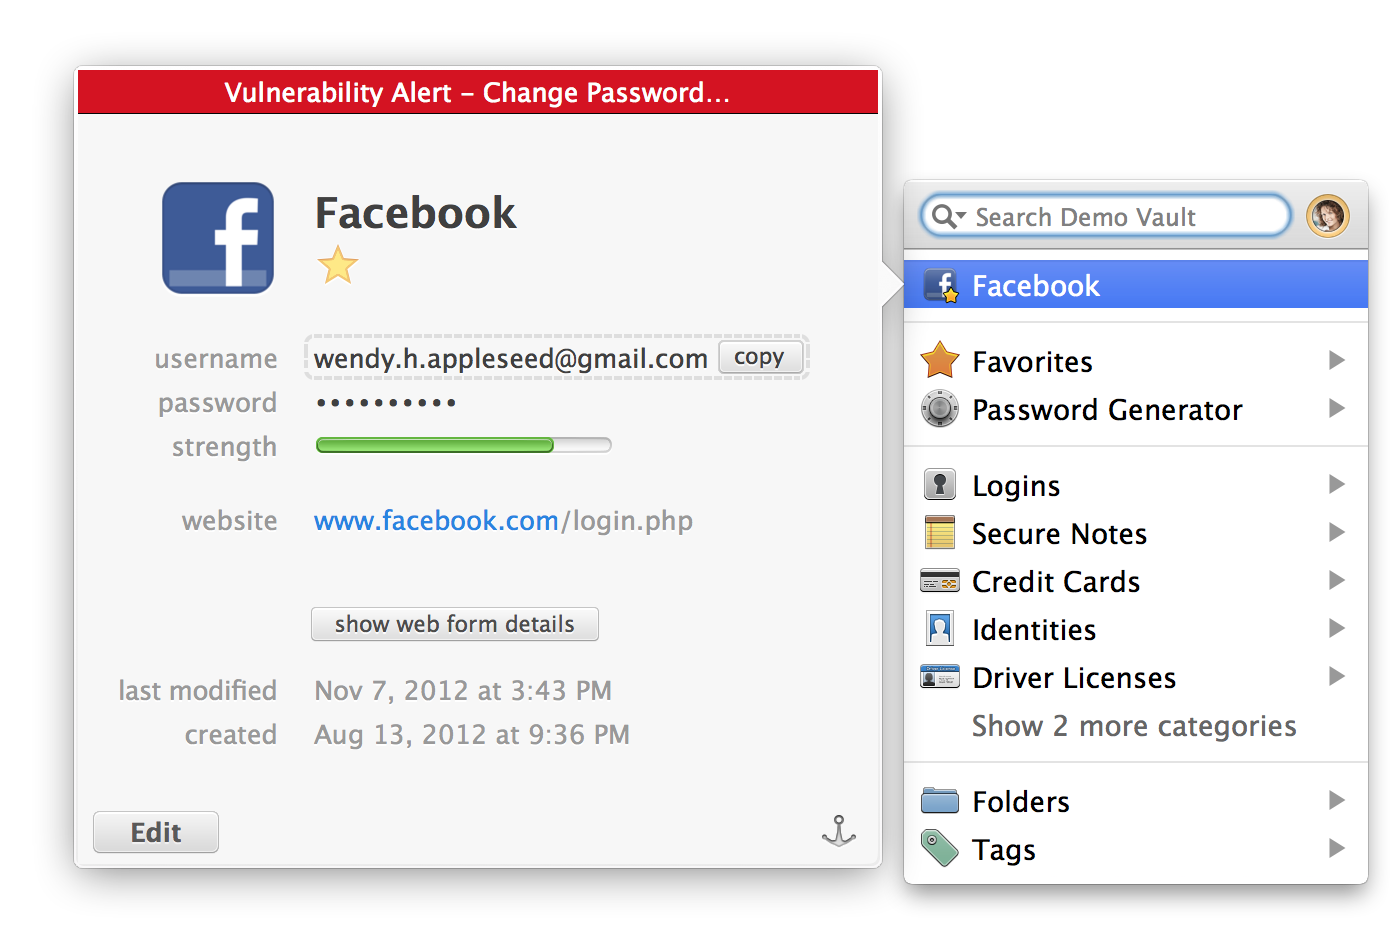 Vulnerability Alert – Change Password...
Facebook
username wendy.h.appleseed@gmail.com copy
password ••••••••••
strength
website www.facebook.com/login.php
show web form details
last modified Nov 7, 2012 at 3:43 PM
created Aug 13, 2012 at 9:36 PM
Edit
Search Demo Vault
Facebook
Favorites
Password Generator
Logins
Secure Notes
Credit Cards
Identities
Driver Licenses
Show 2 more categories
Folders
Tags